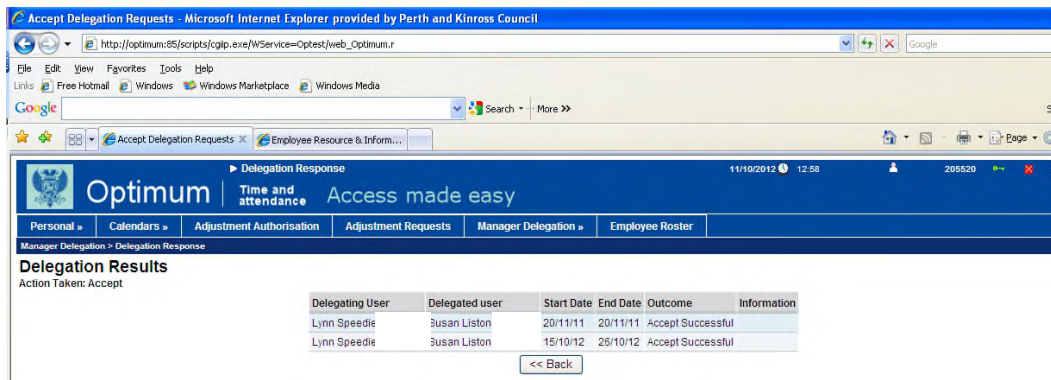 Accept Delegation Requests - Microsoft Internet Explorer provided by Perth and Kinross Council
http://optimum:85/scripts/cgiip.exe/WService=Optest/web_Optimum.r Google
File Edit View Favorites Tools Help
Links Free Hotmail Windows Windows Marketplace Windows Media
Google Search More >> S
Accept Delegation Requests X Employee Resource & Inform... Page
Delegation Response 11/10/2012 12:58 205520
Optimum | Time and attendance Access made easy
Personal » Calendars » Adjustment Authorisation Adjustment Requests Manager Delegation » Employee Roster
Manager Delegation > Delegation Response
Delegation Results
Action Taken: Accept
Delegating User Delegated user Start Date End Date Outcome Information
Lynn Speedie Susan Liston 20/11/11 20/11/11 Accept Successful
Lynn Speedie Susan Liston 15/10/12 26/10/12 Accept Successful
<< Back